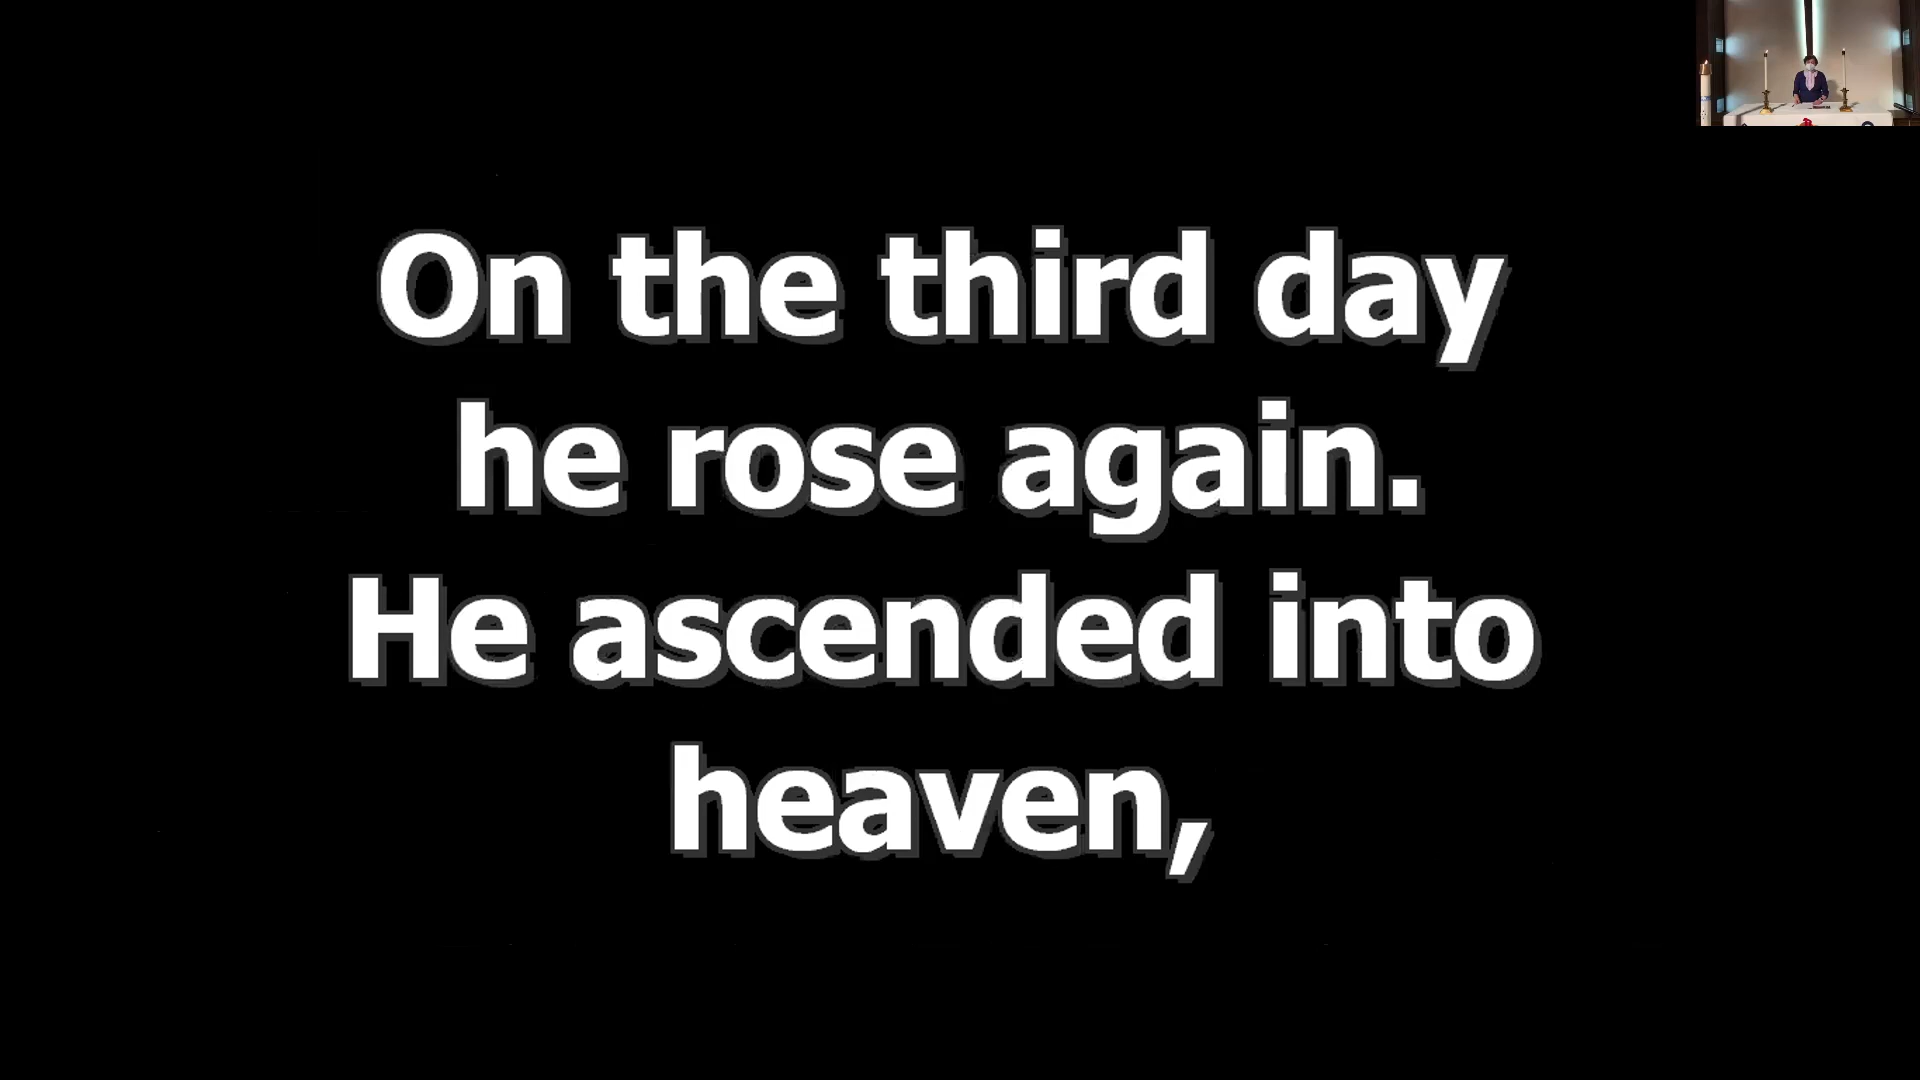 On the third day
he rose again.
He ascended into
heaven,